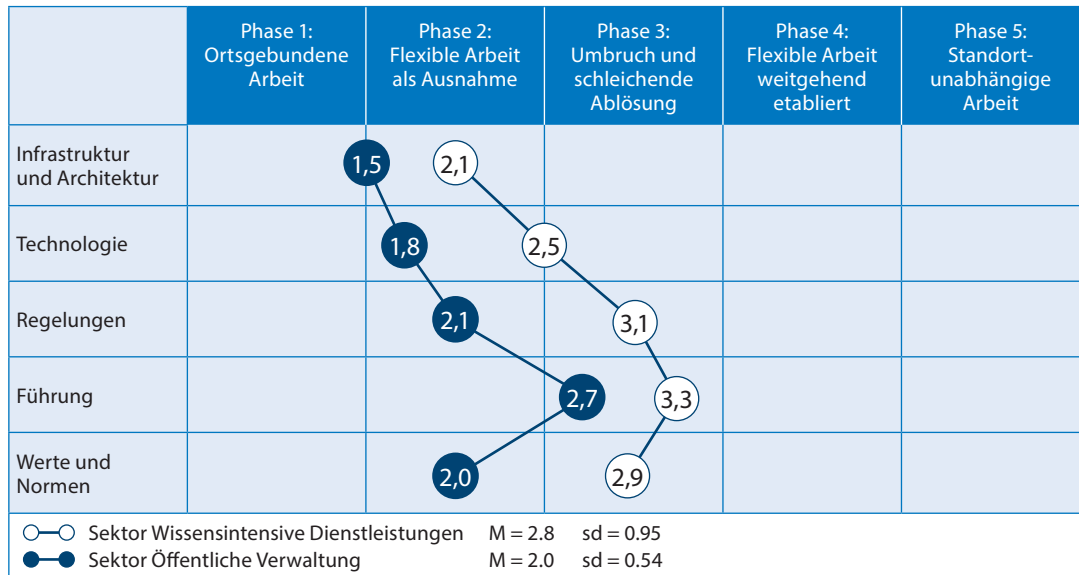 Phase 1:
Ortsgebundene
Arbeit
Phase 2:
Flexible Arbeit
als Ausnahme
Phase 3:
Umbruch und
schleichende
Ablösung
Phase 4:
Flexible Arbeit
weitgehend
etabliert
Phase 5:
Standort-
unabhängige
Arbeit
Infrastruktur
und Architektur
1,5
2,1
Technologie
1,8
2,5
Regelungen
2,1
3,1
Führung
2,7
3,3
Werte und
Normen
2,0
2,9
Sektor Wissensintensive Dienstleistungen M = 2.8 sd = 0.95
Sektor Öffentliche Verwaltung M = 2.0 sd = 0.54